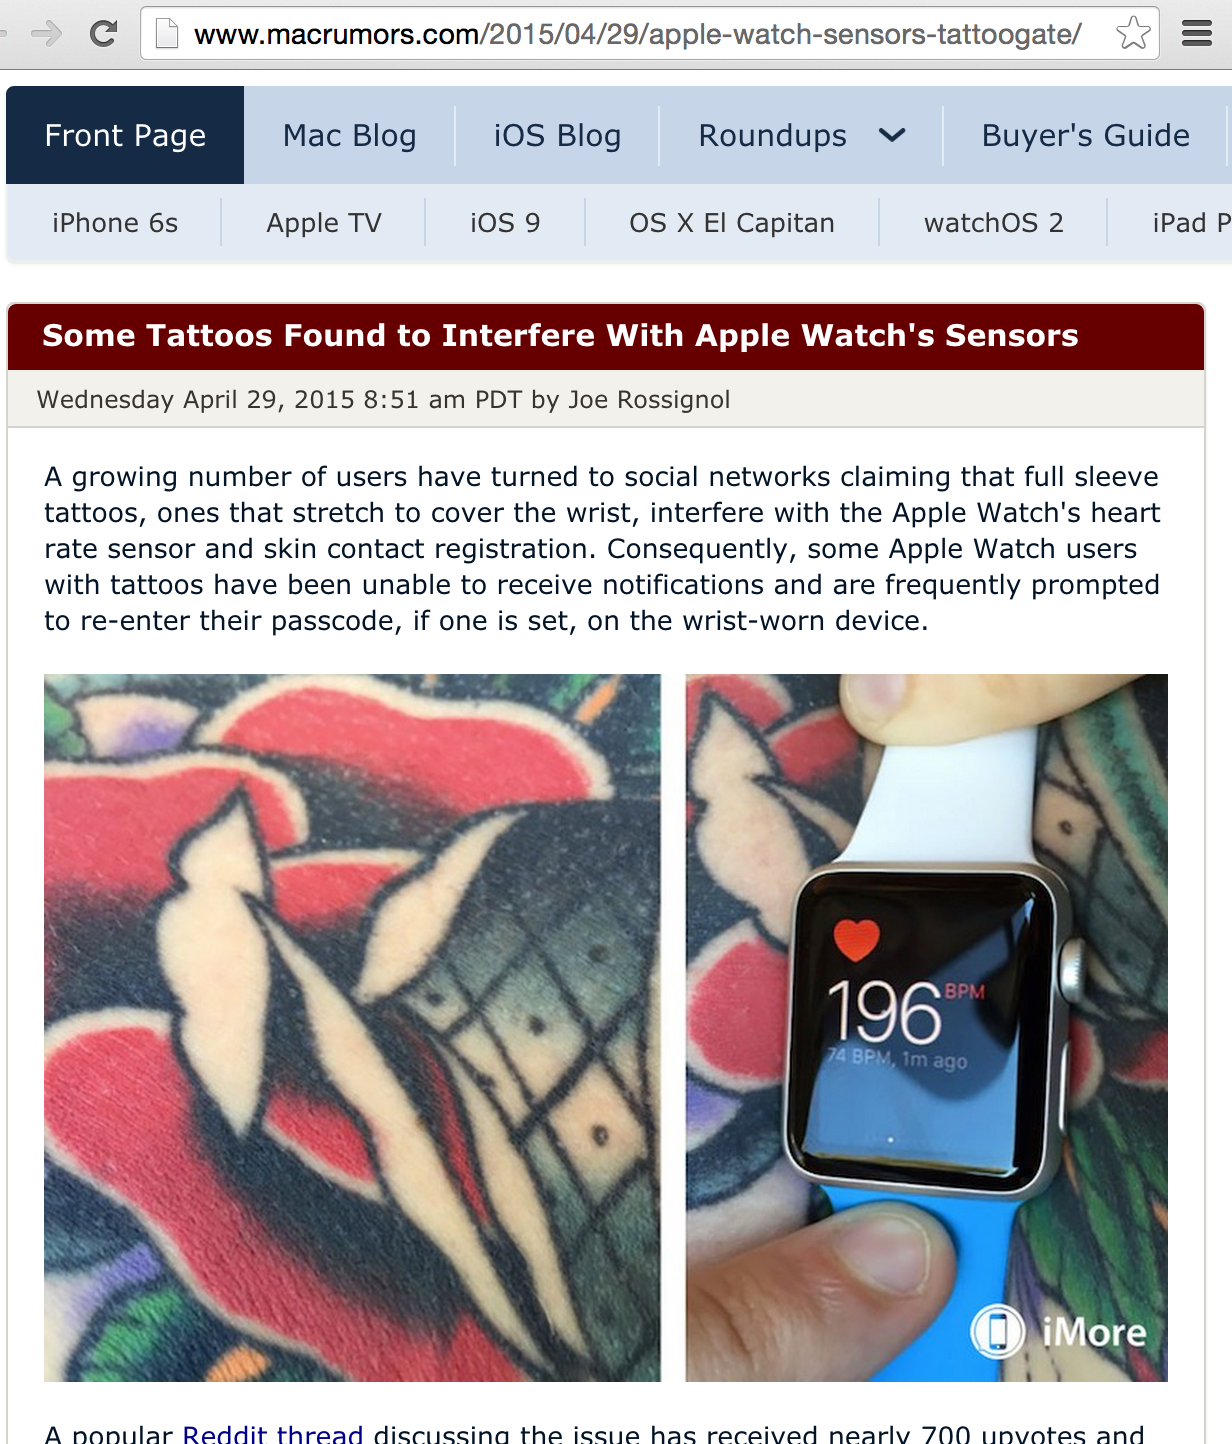 www.macrumors.com/2015/04/29/apple-watch-sensors-tattoogate/
Front Page Mac Blog iOS Blog Roundups Buyer's Guide
iPhone 6s Apple TV iOS 9 OS X El Capitan watchOS 2 iPad P
Some Tattoos Found to Interfere With Apple Watch's Sensors
Wednesday April 29, 2015 8:51 am PDT by Joe Rossignol
A growing number of users have turned to social networks claiming that full sleeve
tattoos, ones that stretch to cover the wrist, interfere with the Apple Watch's heart
rate sensor and skin contact registration. Consequently, some Apple Watch users
with tattoos have been unable to receive notifications and are frequently prompted
to re-enter their passcode, if one is set, on the wrist-worn device.
196 BPM
74 BPM, 1m ago
iMore
A popular Reddit thread discussing the issue has received nearly 700 upvotes and